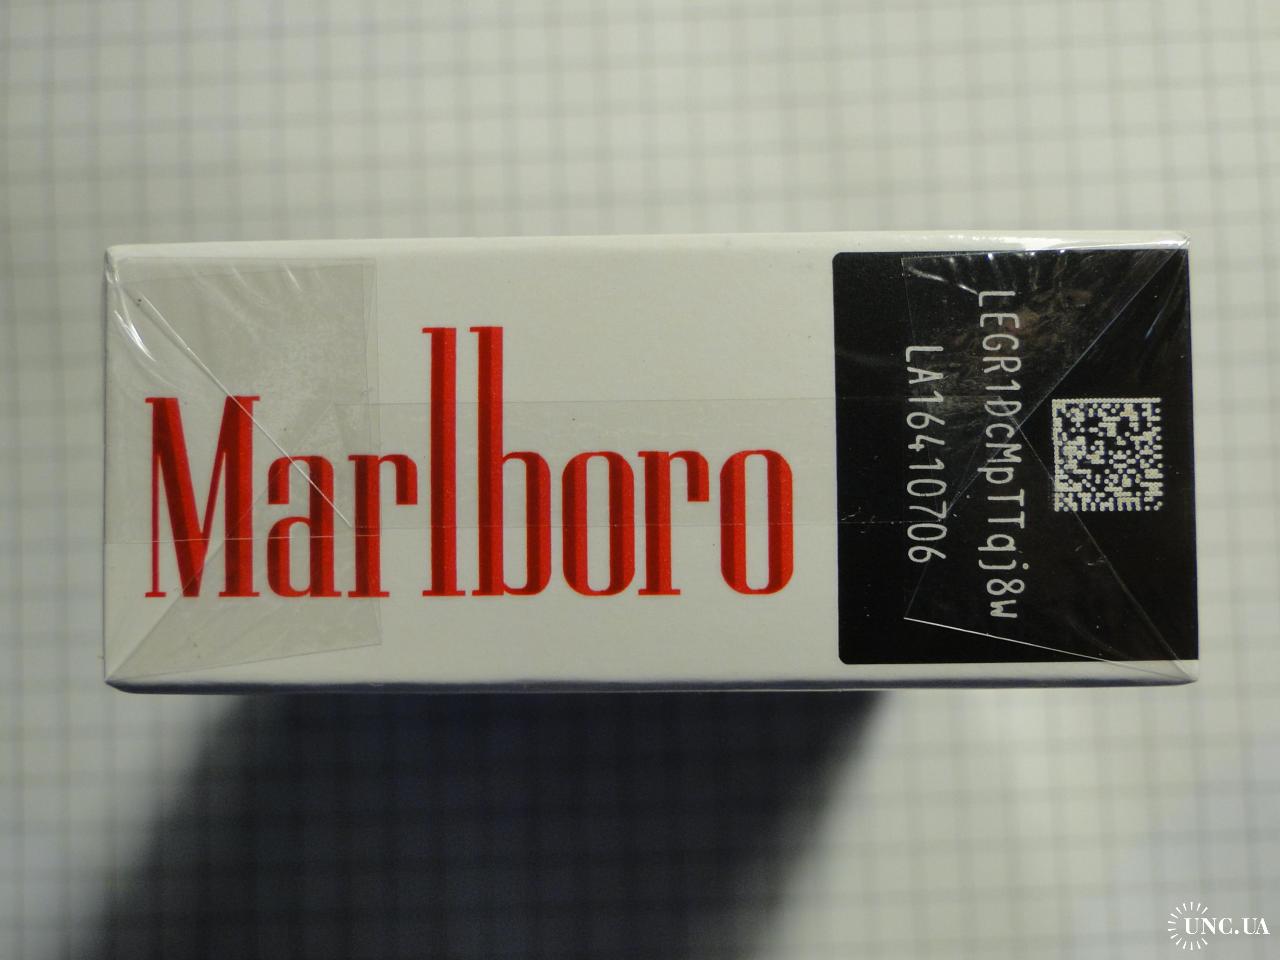 Marlboro
LEGR1DCMpTTqj8w
LA16410706
UNC.UA